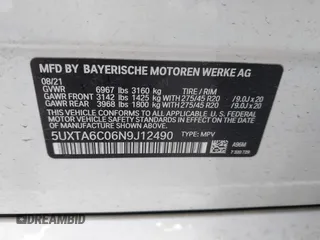 MFD BY BAYERISCHE MOTOREN WERKE AG
08/21
GVWR 6967 lbs 3160 kg TIRE / RIM
GAWR FRONT 3142 lbs 1425 kg WITH 275/45 R20 /9.0J x 20
GAWR REAR 3968 lbs 1800 kg WITH 275/45 R20 /9.0J x 20
THIS VEHICLE CONFORMS TO ALL APPLICABLE U.S. FEDERAL
MOTOR VEHICLE SAFETY STANDARDS IN EFFECT ON THE
DATE OF MANUFACTURE SHOWN ABOVE.
5UXTA6C06N9J12490 TYPE: MPV
A96M
DREAMBID